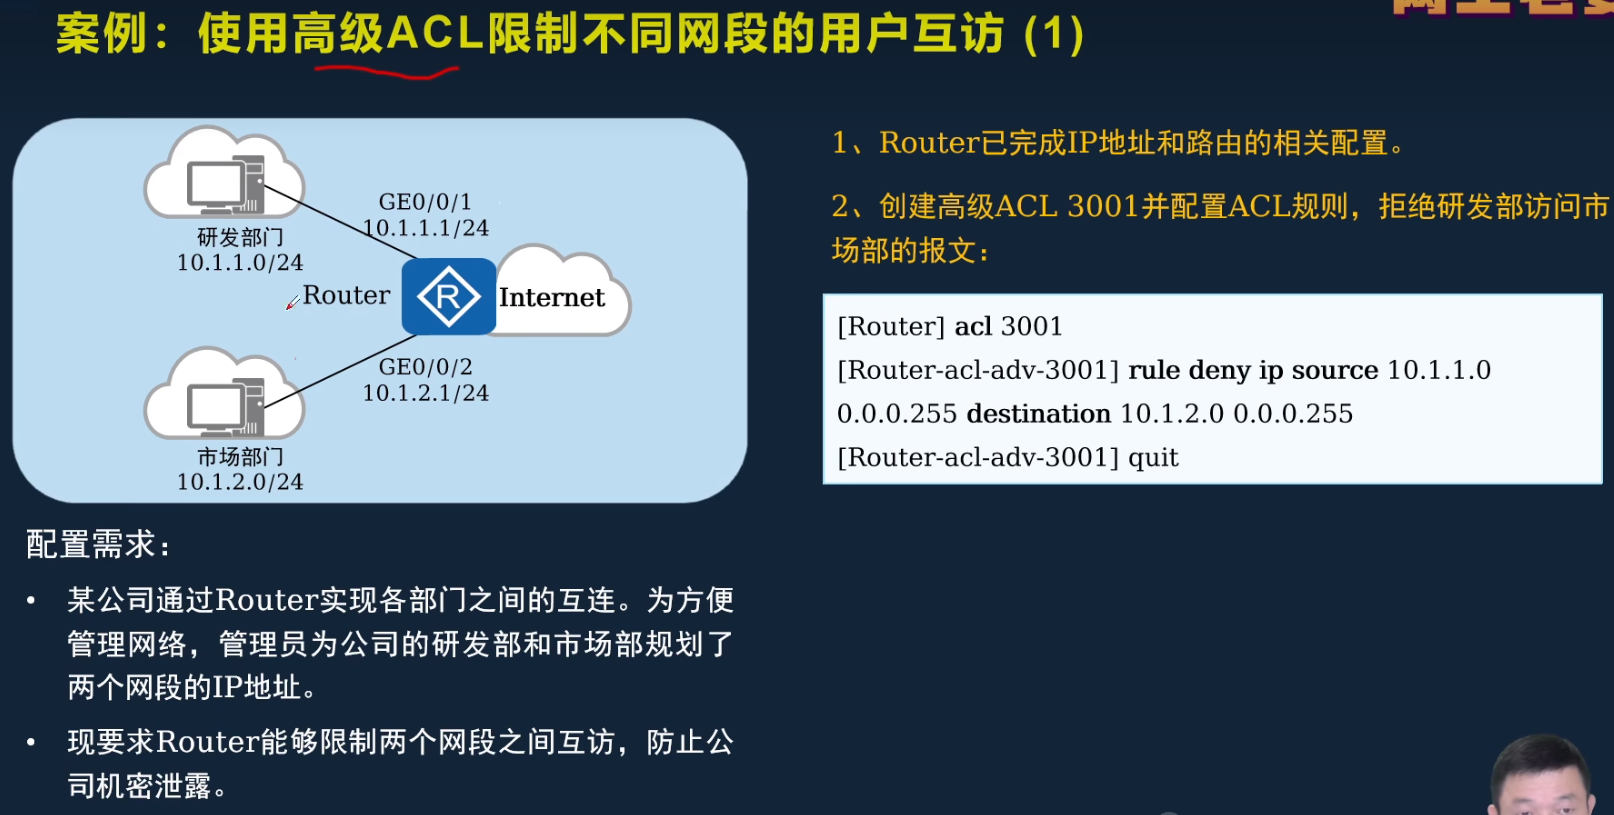 案例：使用高级ACL限制不同网段的用户互访 (1)
GE0/0/1
10.1.1.1/24
研发部门
10.1.1.0/24
Router
R
Internet
GE0/0/2
10.1.2.1/24
市场部门
10.1.2.0/24
配置需求：
• 某公司通过Router实现各部门之间的互连。为方便
管理网络，管理员为公司的研发部和市场部规划了
两个网段的IP地址。
• 现要求Router能够限制两个网段之间互访，防止公
司机密泄露。
1、Router已完成IP地址和路由的相关配置。
2、创建高级ACL 3001并配置ACL规则，拒绝研发部访问市
场部的报文：
[Router] acl 3001
[Router-acl-adv-3001] rule deny ip source 10.1.1.0
0.0.0.255 destination 10.1.2.0 0.0.0.255
[Router-acl-adv-3001] quit